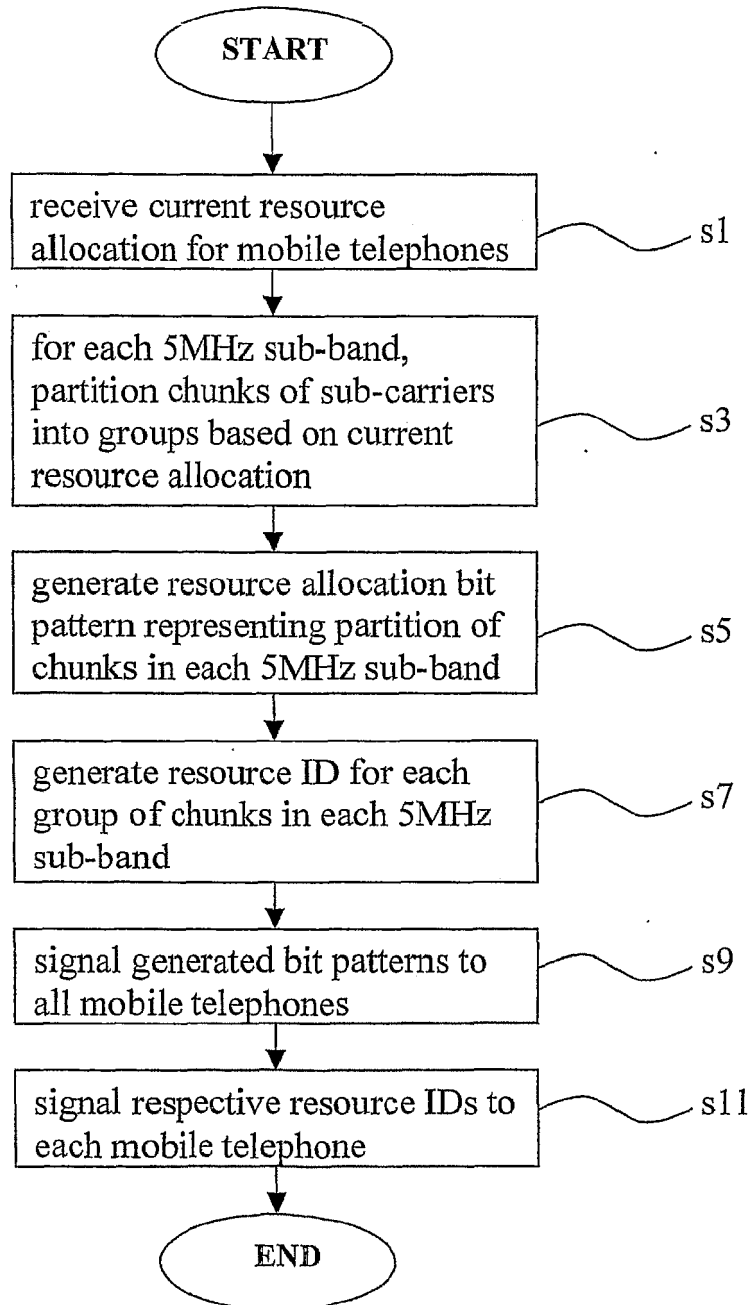 START
receive current resource
allocation for mobile telephones
s1
for each 5MHz sub-band,
partition chunks of sub-carriers
into groups based on current
resource allocation
s3
generate resource allocation bit
pattern representing partition of
chunks in each 5MHz sub-band
s5
generate resource ID for each
group of chunks in each 5MHz
sub-band
s7
signal generated bit patterns to
all mobile telephones
s9
signal respective resource IDs to
each mobile telephone
s11
END